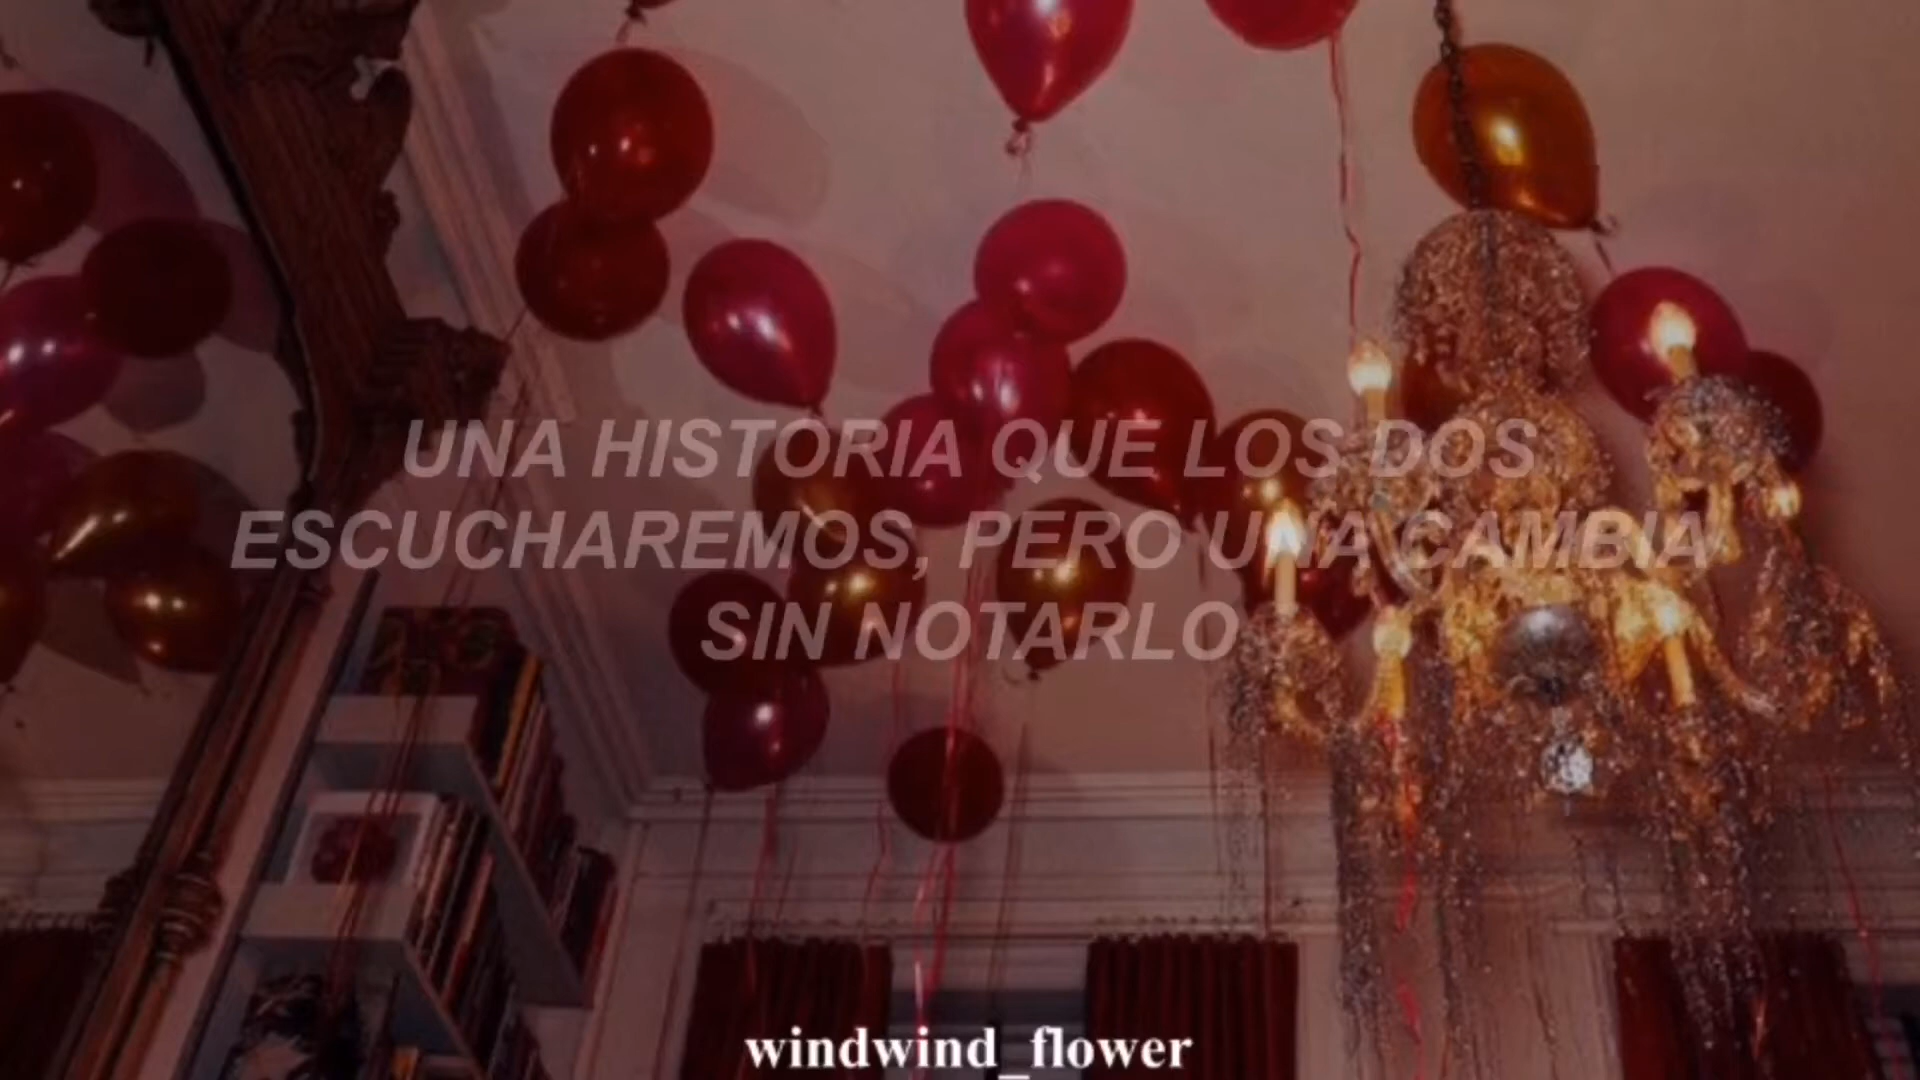 UNA HISTORIA QUE LOS DOS
ESCUCHAREMOS, PERO UNA CAMBIA
SIN NOTARLO
windwind_flower